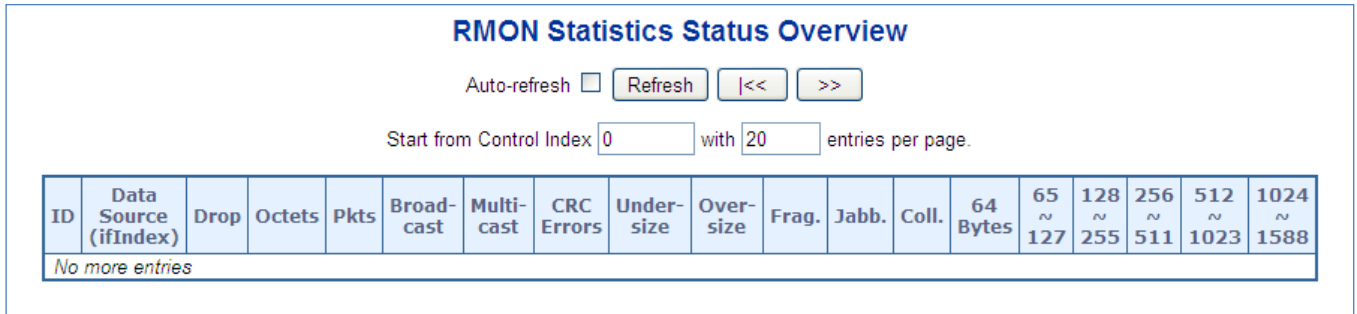 RMON Statistics Status Overview
Auto-refresh Refresh |<< >>
Start from Control Index 0 with 20 entries per page.
ID Data Source (ifIndex) Drop Octets Pkts Broad-cast Multi-cast CRC Errors Under-size Over-size Frag. Jabb. Coll. 64 Bytes 65 ~ 127 128 ~ 255 256 ~ 511 512 ~ 1023 1024 ~ 1588
No more entries